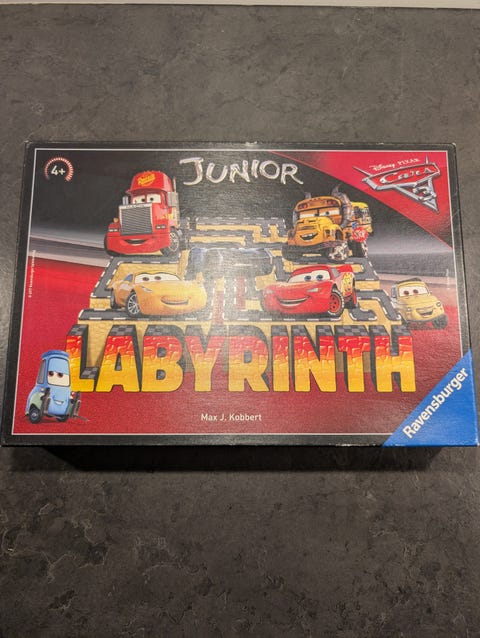 4+
JUNIOR
Disney · PIXAR
Cars
3
LABYRINTH
Max J. Kobbert
Ravensburger